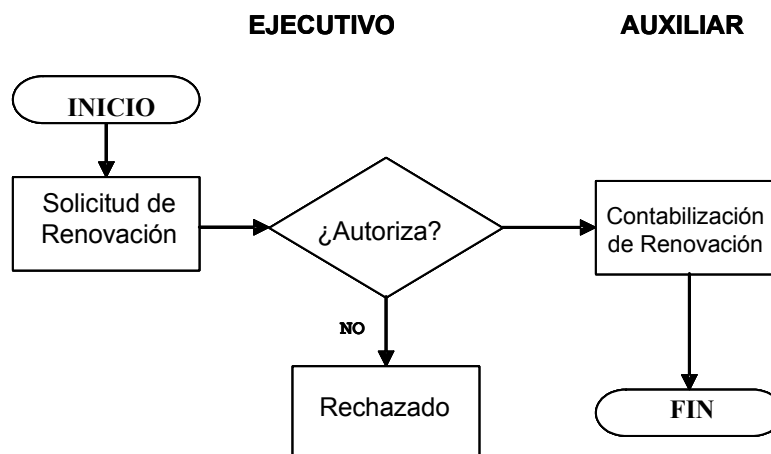 EJECUTIVO
AUXILIAR
INICIO
Solicitud de
Renovación
¿Autoriza?
Contabilización
de Renovación
NO
Rechazado
FIN